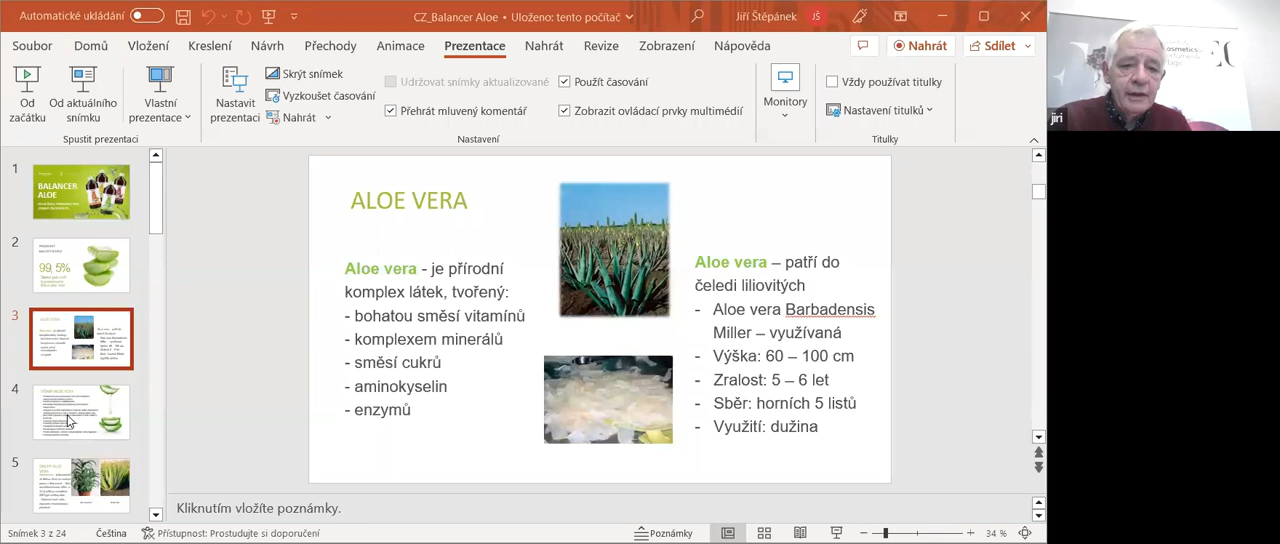 Automatické ukládání
CZ_Balancer Aloe • Uloženo: tento počítač
Jiří Štěpánek
JŠ
Soubor
Domů
Vložení
Kreslení
Návrh
Přechody
Animace
Prezentace
Nahrát
Revize
Zobrazení
Nápověda
Nahrát
Sdílet
Od
začátku
Od aktuálního
snímku
Vlastní
prezentace
Nastavit
prezentaci
Skrýt snímek
Vyzkoušet časování
Nahrát
Udržovat snímky aktualizované
Přehrát mluvený komentář
Použít časování
Zobrazit ovládací prvky multimédií
Monitory
Vždy používat titulky
Nastavení titulků
Spustit prezentaci
Nastavení
Titulky
1
BALANCER
ALOE
2
99,5%
3
4
5
ALOE VERA
Aloe vera - je přírodní
komplex látek, tvořený:
- bohatou směsí vitamínů
- komplexem minerálů
- směsí cukrů
- aminokyselin
- enzymů
Aloe vera – patří do
čeledi liliovitých
- Aloe vera Barbadensis
Miller – využívaná
- Výška: 60 – 100 cm
- Zralost: 5 – 6 let
- Sběr: horních 5 listů
- Využití: dužina
Kliknutím vložíte poznámky.
Snímek 3 z 24
Čeština
Přístupnost: Prostudujte si doporučení
Poznámky
34 %
jiri